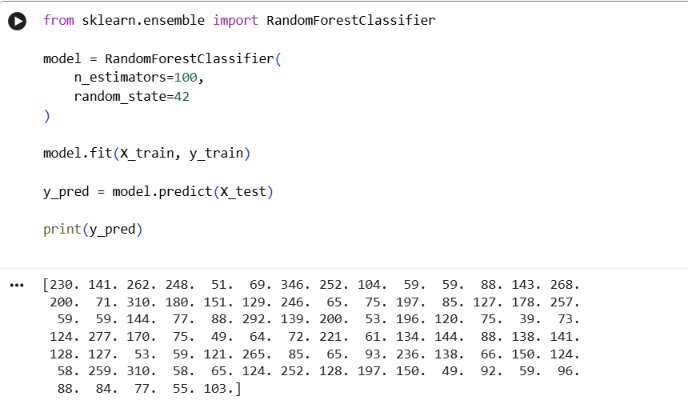 from sklearn.ensemble import RandomForestClassifier
model = RandomForestClassifier(
    n_estimators=100,
    random_state=42
)
model.fit(X_train, y_train)
y_pred = model.predict(X_test)
print(y_pred)
[230. 141. 262. 248.  51.  69. 346. 252. 104.  59.  59.  88. 143. 268.
 200.  71. 310. 180. 151. 129. 246.  65.  75. 197.  85. 127. 178. 257.
  59.  59. 144.  77.  88. 292. 139. 200.  53. 196. 120.  75.  39.  73.
 124. 277. 170.  75.  49.  64.  72. 221.  61. 134. 144.  88. 138. 141.
 128. 127.  53.  59. 121. 265.  85.  65.  93. 236. 138.  66. 150. 124.
  58. 259. 310.  58.  65. 124. 252. 128. 197. 150.  49.  92.  59.  96.
  88.  84.  77.  55. 103.]